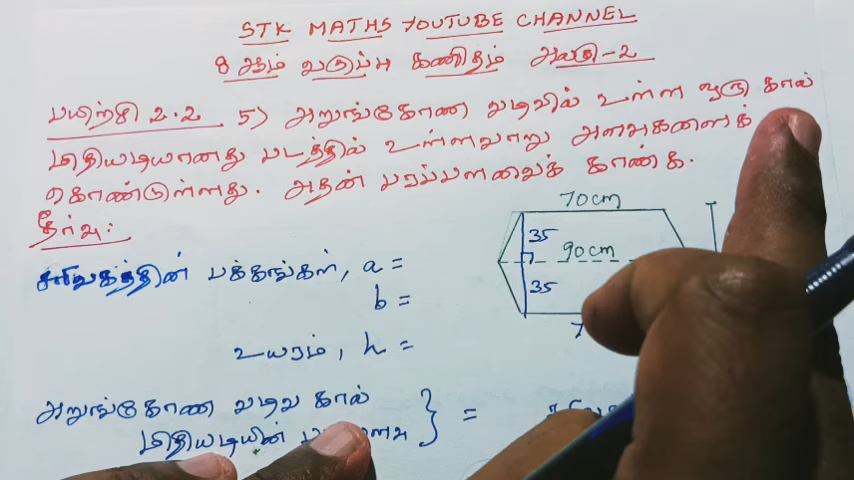 STK MATHS YOUTUBE CHANNEL
8 ஆம் வகுப்பு கணிதம் அலகு-2
பயிற்சி 2.2 5) அறுங்கோண வடிவில் உள்ள ஒரு கால்
மிதியடியானது படத்தில் உள்ளவாறு அளவுகளைக்
கொண்டுள்ளது. அதன் பரப்பளவைக் காண்க.
தீர்வு:
70cm
35
90cm
35
7
சரிவகத்தின் பக்கங்கள், a =
b =
உயரம், h =
அறுங்கோண வடிவ கால்
மிதியடியின் } =